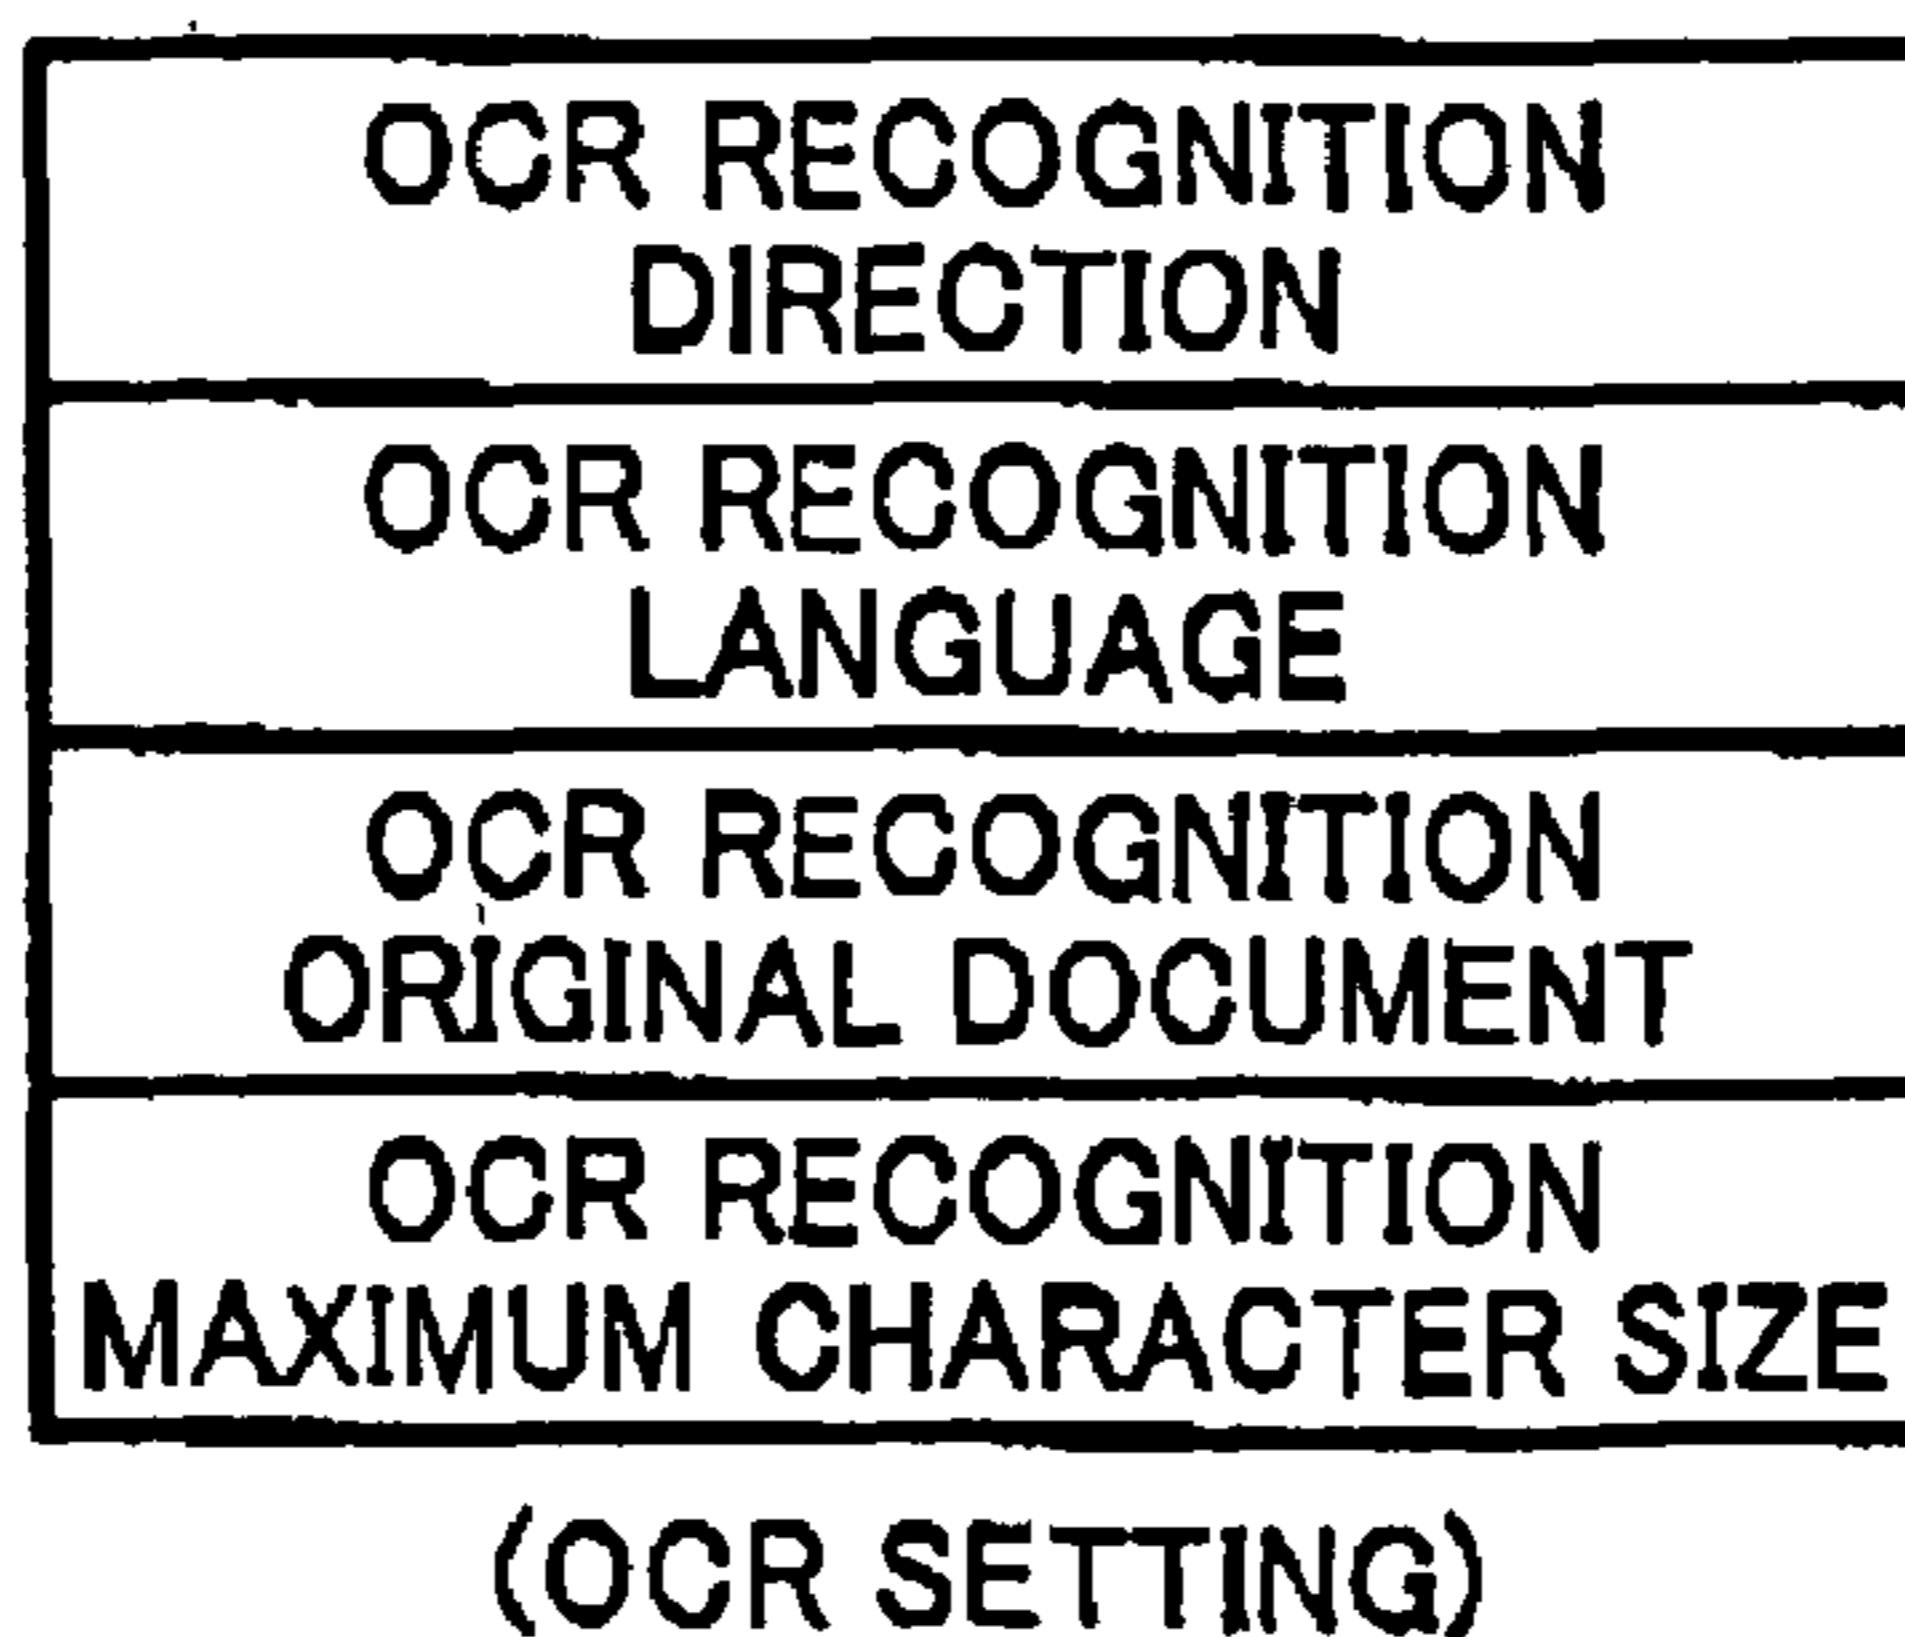 OCR RECOGNITION
DIRECTION
OCR RECOGNITION
LANGUAGE
OCR RECOGNITION
ORIGINAL DOCUMENT
OCR RECOGNITION
MAXIMUM CHARACTER SIZE
(OCR SETTING)